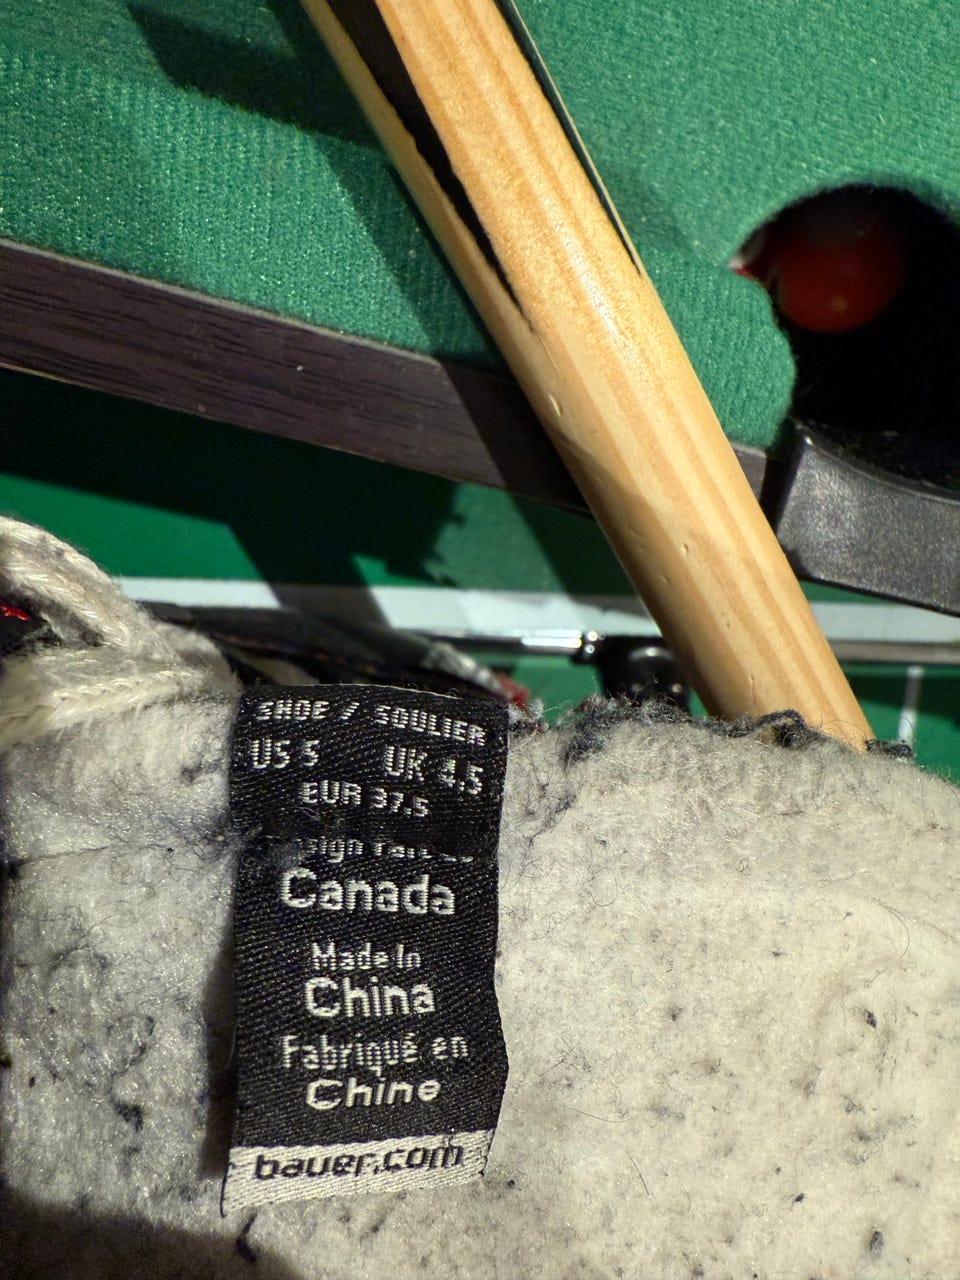 SHOE / SOULIER
US 5 UK 4.5
EUR 37.5
Canada
Made In
China
Fabriqué en
Chine
bauer.com